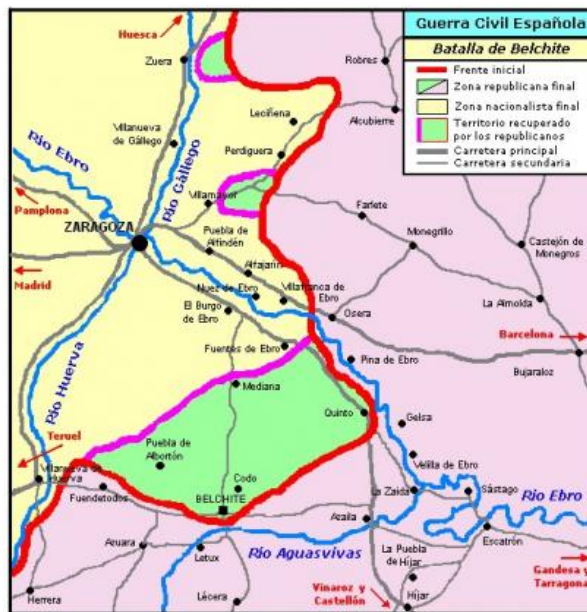 Guerra Civil Española
Batalla de Belchite
Frente inicial
Zona republicana final
Zona nacionalista final
Territorio recuperado
por los republicanos
Carretera principal
Carretera secundaria
Huesca
Zuera
Robres
Leciñena
Alcubierre
Villanueva
de Gállego
Perdiguera
Río Ebro
Río Gállego
Villamayor
Farlete
Pamplona
ZARAGOZA
Puebla de
Alfindén
Monegrillo
Castejón de
Monegros
Alfajarín
Madrid
Nuez de Ebro
Villafranca de
Ebro
El Burgo
de Ebro
Osera
La Almolda
Barcelona
Río Huerva
Fuentes de Ebro
Pina de Ebro
Bujaraloz
Mediana
Quinto
Gelsa
Teruel
Puebla de
Albortón
Velilla de Ebro
Villanueva de
Huerva
Codo
Fuendetodos
BELCHITE
La Zaida
Sástago
Río Ebro
Azaila
Azuara
Letux
Río Aguasvivas
Escatrón
La Puebla
de Híjar
Gandesa y
Tarragona
Herrera
Lécera
Vinaroz y
Castellón
Híjar